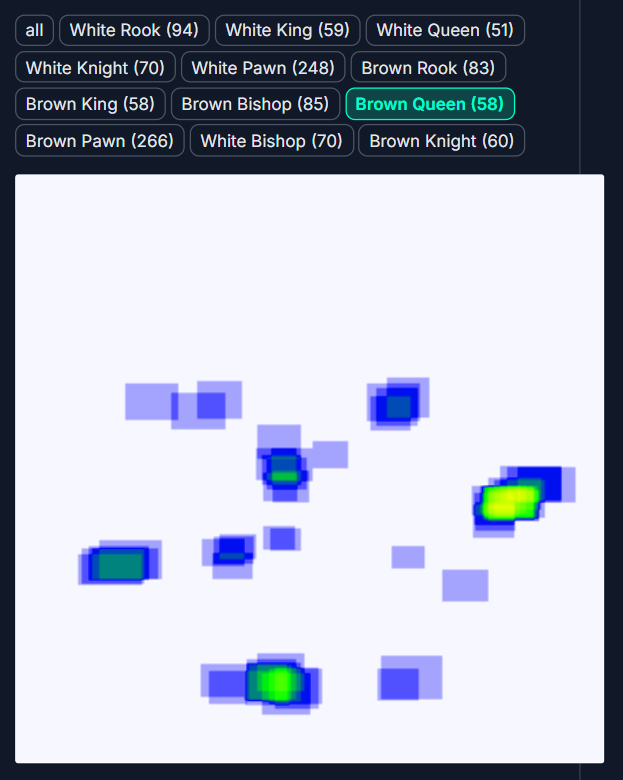 all White Rook (94) White King (59) White Queen (51)
White Knight (70) White Pawn (248) Brown Rook (83)
Brown King (58) Brown Bishop (85) Brown Queen (58)
Brown Pawn (266) White Bishop (70) Brown Knight (60)